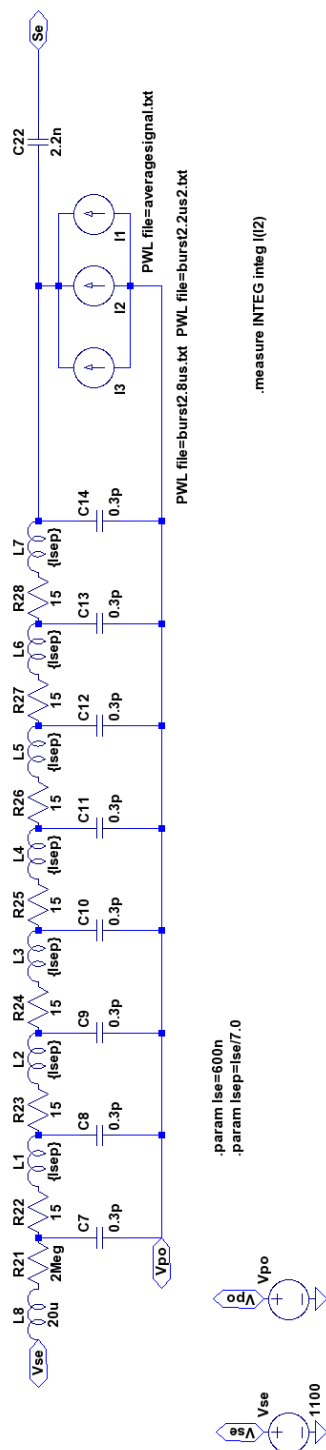 Vse
L8
20u
R21
2Meg
C7
0.3p
R22
15
L1
{lsep}
C8
0.3p
R23
15
L2
{lsep}
C9
0.3p
R24
15
L3
{lsep}
C10
0.3p
R25
15
L4
{lsep}
C11
0.3p
R26
15
L5
{lsep}
C12
0.3p
R27
15
L6
{lsep}
C13
0.3p
R28
15
L7
{lsep}
C14
0.3p
I3
I2
I1
C22
2.2n
Se
PWL file=averagesignal.txt
PWL file=burst2.8us.txt
PWL file=burst2.2us2.txt
Vpo
.param lse=600n
.param lsep=lse/7.0
.measure INTEG integ I(I2)
Vse
Vse
1100
Vpo
Vpo